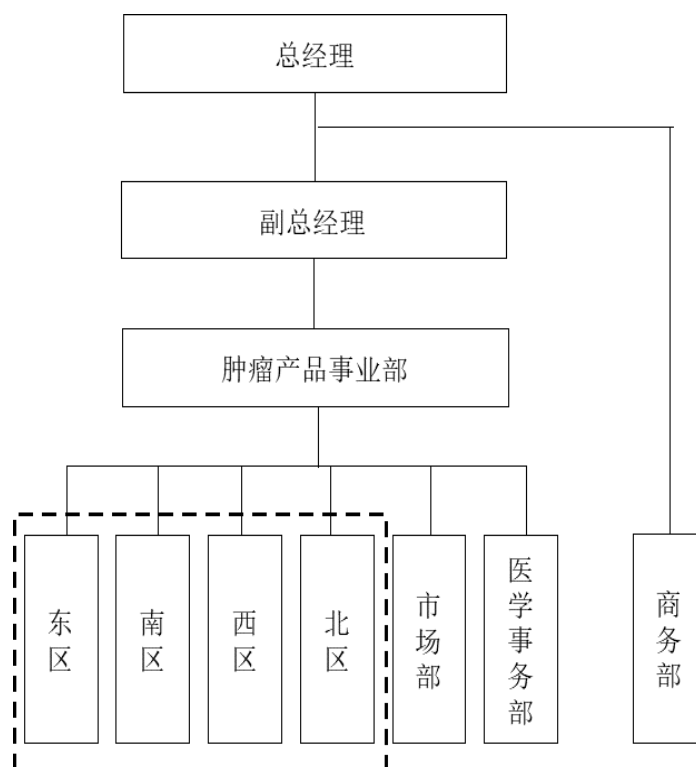 总经理
副总经理
肿瘤产品事业部
东区
南区
西区
北区
市场部
医学事务部
商务部